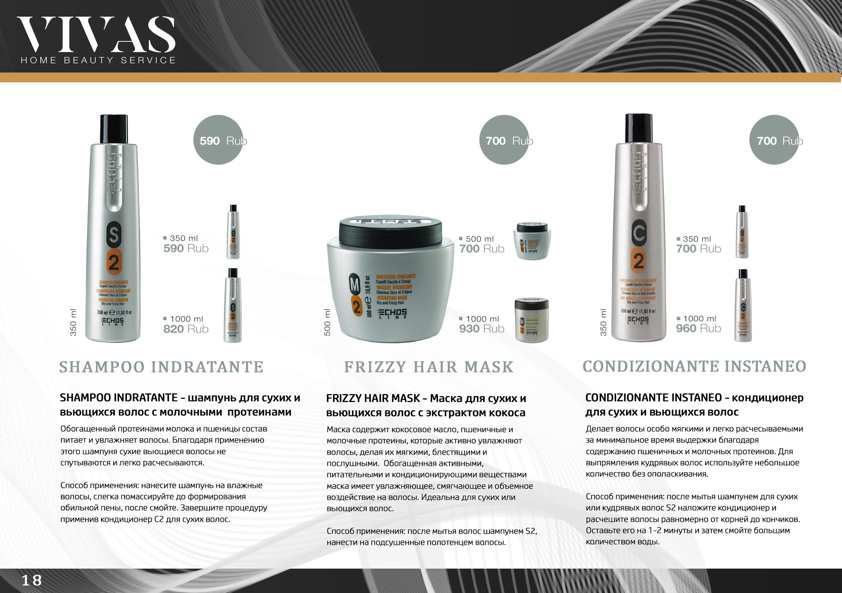 VIVAS
HOME BEAUTY SERVICE
590 Rub
S
2
350 ml
350 ml
590 Rub
1000 ml
820 Rub
SHAMPOO INDRATANTE
SHAMPOO INDRATANTE - шампунь для сухих и
вьющихся волос с молочными протеинами
Обогащенный протеинами молока и пшеницы состав
питает и увлажняет волосы. Благодаря применению
этого шампуня сухие вьющиеся волосы не
спутываются и легко расчесываются.
Способ применения: нанесите шампунь на влажные
волосы, слегка помассируйте до формирования
обильной пены, после смойте. Завершите процедуру
применив кондиционер С2 для сухих волос.
700 Rub
M
2
ECHOS
LINE
500 ml
500 ml
700 Rub
1000 ml
930 Rub
FRIZZY HAIR MASK
FRIZZY HAIR MASK - Маска для сухих и
вьющихся волос с экстрактом кокоса
Маска содержит кокосовое масло, пшеничные и
молочные протеины, которые активно увлажняют
волосы, делая их мягкими, блестящими и
послушными. Обогащенная активными,
питательными и кондиционирующими веществами
маска имеет увлажняющее, смягчающее и объемное
воздействие на волосы. Идеальна для сухих или
вьющихся волос.
Способ применения: после мытья волос шампунем S2,
нанести на подсушенные полотенцем волосы.
700 Rub
C
2
350 ml
350 ml
700 Rub
1000 ml
960 Rub
CONDIZIONANTE INSTANEO
CONDIZIONANTE INSTANEO - кондиционер
для сухих и вьющихся волос
Делает волосы особо мягкими и легко расчесываемыми
за минимальное время выдержки благодаря
содержанию пшеничных и молочных протеинов. Для
выпрямления кудрявых волос используйте небольшое
количество без ополаскивания.
Способ применения: после мытья шампунем для сухих
или кудрявых волос S2 наложите кондиционер и
расчешите волосы равномерно от корней до кончиков.
Оставьте его на 1-2 минуты и затем смойте большим
количеством воды.
18